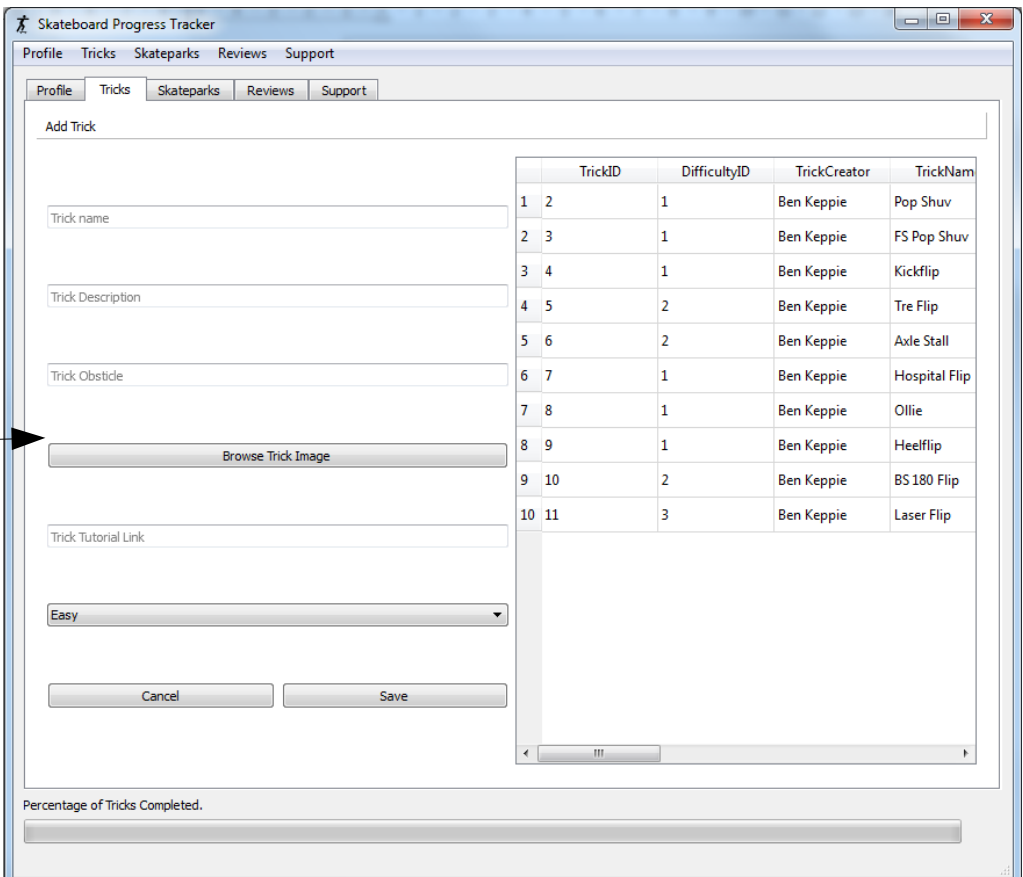 Skateboard Progress Tracker
Profile Tricks Skateparks Reviews Support
Profile Tricks Skateparks Reviews Support
Add Trick
Trick name
Trick Description
Trick Obsticle
Browse Trick Image
Trick Tutorial Link
Easy
Cancel Save
TrickID DifficultyID TrickCreator TrickNam
1 2 1 Ben Keppie Pop Shuv
2 3 1 Ben Keppie FS Pop Shuv
3 4 1 Ben Keppie Kickflip
4 5 2 Ben Keppie Tre Flip
5 6 2 Ben Keppie Axle Stall
6 7 1 Ben Keppie Hospital Flip
7 8 1 Ben Keppie Ollie
8 9 1 Ben Keppie Heelflip
9 10 2 Ben Keppie BS 180 Flip
10 11 3 Ben Keppie Laser Flip
Percentage of Tricks Completed.